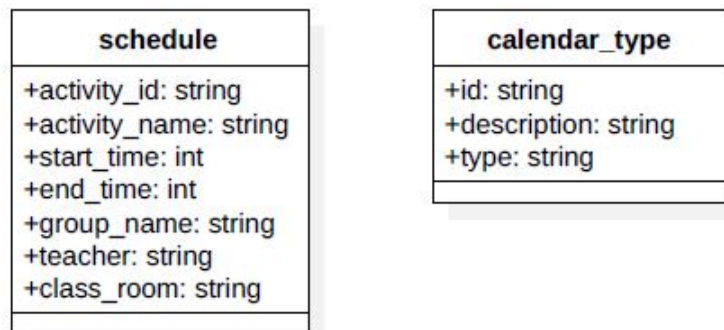 schedule
+activity_id: string
+activity_name: string
+start_time: int
+end_time: int
+group_name: string
+teacher: string
+class_room: string
calendar_type
+id: string
+description: string
+type: string